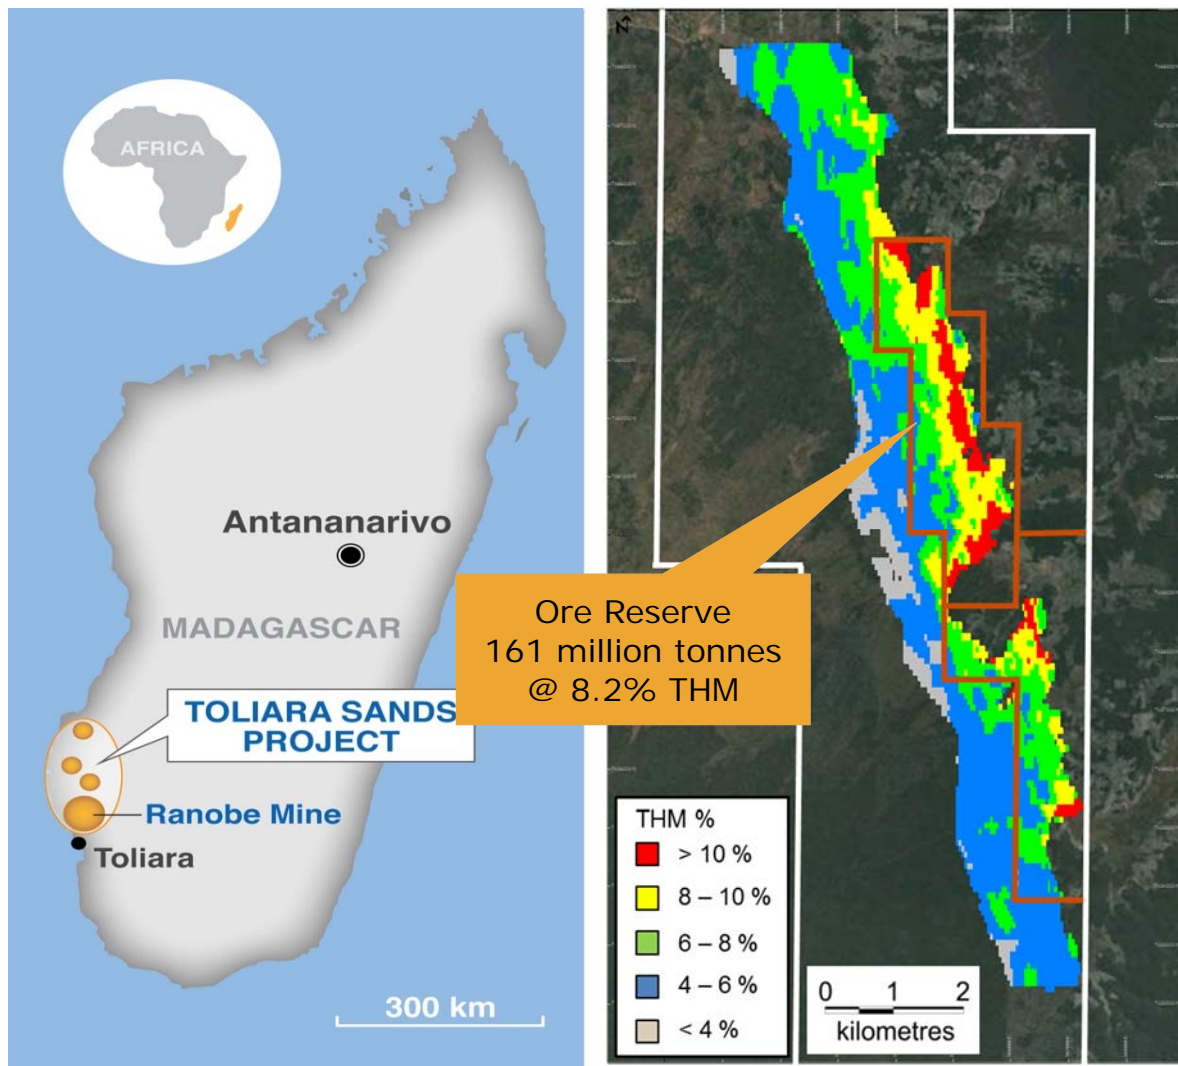 AFRICA
Antananarivo
MADAGASCAR
TOLIARA SANDS
PROJECT
Ranobe Mine
Toliara
300 km
N
Ore Reserve
161 million tonnes
@ 8.2% THM
THM %
> 10 %
8 – 10 %
6 – 8 %
4 – 6 %
< 4 %
0 1 2
kilometres